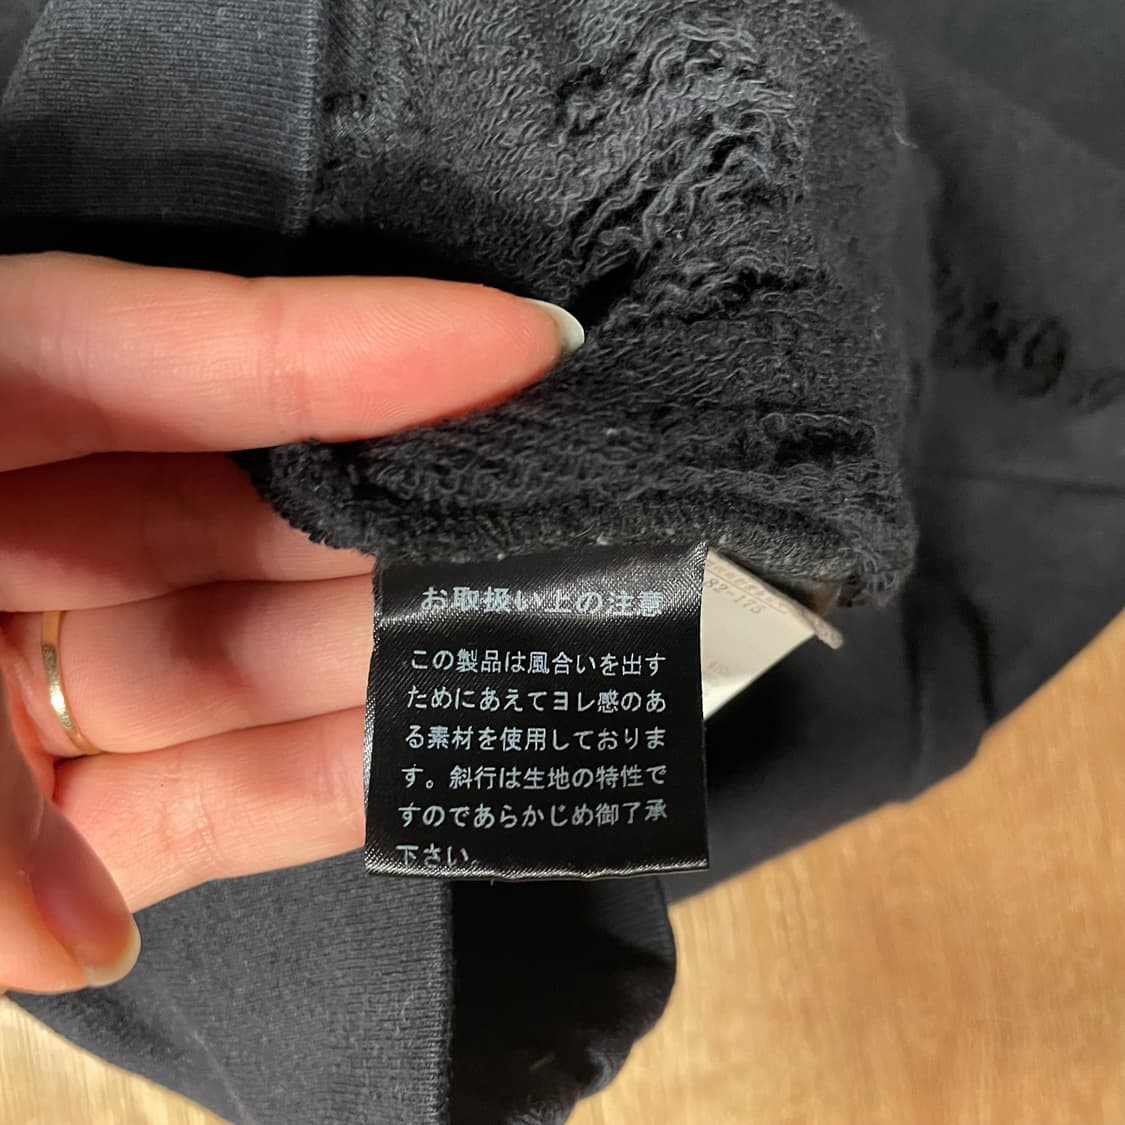 お取扱い上の注意
この製品は風合いを出す
ためにあえてヨレ感のあ
る素材を使用しておりま
す。斜行は生地の特性で
すのであらかじめ御了承
下さい。
82-175